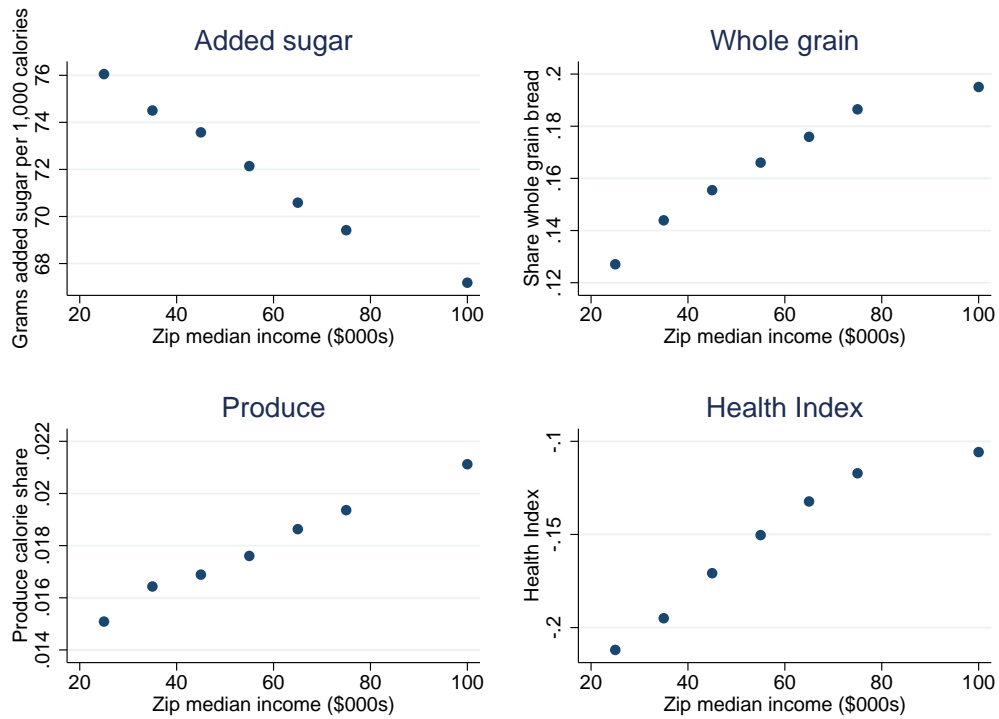 Added sugar
Grams added sugar per 1,000 calories
76
74
72
70
68
20 40 60 80 100
Zip median income ($000s)
Whole grain
Share whole grain bread
.2
.18
.16
.14
.12
20 40 60 80 100
Zip median income ($000s)
Produce
Produce calorie share
.022
.02
.018
.016
.014
20 40 60 80 100
Zip median income ($000s)
Health Index
Health Index
-.1
-.15
-.2
20 40 60 80 100
Zip median income ($000s)